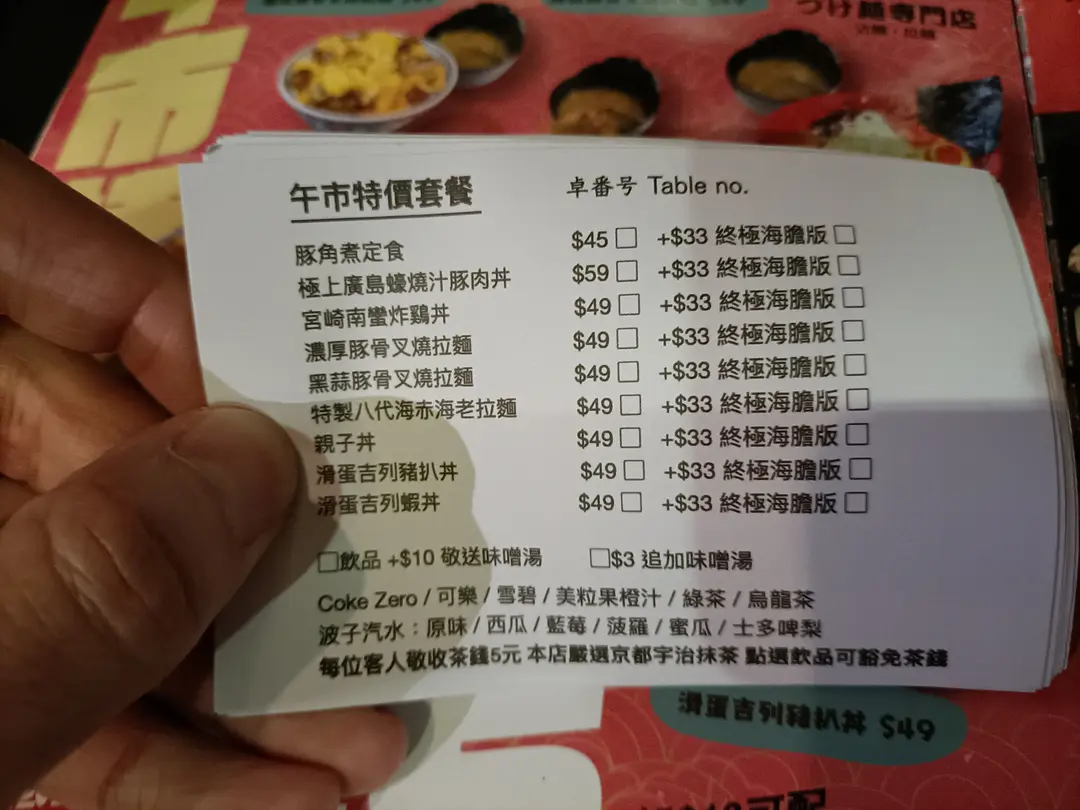 つけ麺専門店
沾麵・拉麵
午市
午市特價套餐 卓番号 Table no.
豚角煮定食 $45 □ +$33 終極海膽版 □
極上廣島蠔燒汁豚肉丼 $59 □ +$33 終極海膽版 □
宮崎南蠻炸鷄丼 $49 □ +$33 終極海膽版 □
濃厚豚骨叉燒拉麵 $49 □ +$33 終極海膽版 □
黑蒜豚骨叉燒拉麵 $49 □ +$33 終極海膽版 □
特製八代海赤海老拉麵 $49 □ +$33 終極海膽版 □
親子丼 $49 □ +$33 終極海膽版 □
滑蛋吉列豬扒丼 $49 □ +$33 終極海膽版 □
滑蛋吉列蝦丼 $49 □ +$33 終極海膽版 □
□飲品 +$10 敬送味噌湯 □$3 追加味噌湯
Coke Zero / 可樂 / 雪碧 / 美粒果橙汁 / 綠茶 / 烏龍茶
波子汽水：原味 / 西瓜 / 藍莓 / 菠蘿 / 蜜瓜 / 士多啤梨
每位客人敬收茶錢5元 本店嚴選京都宇治抹茶 點選飲品可豁免茶錢
滑蛋吉列豬扒丼 $49